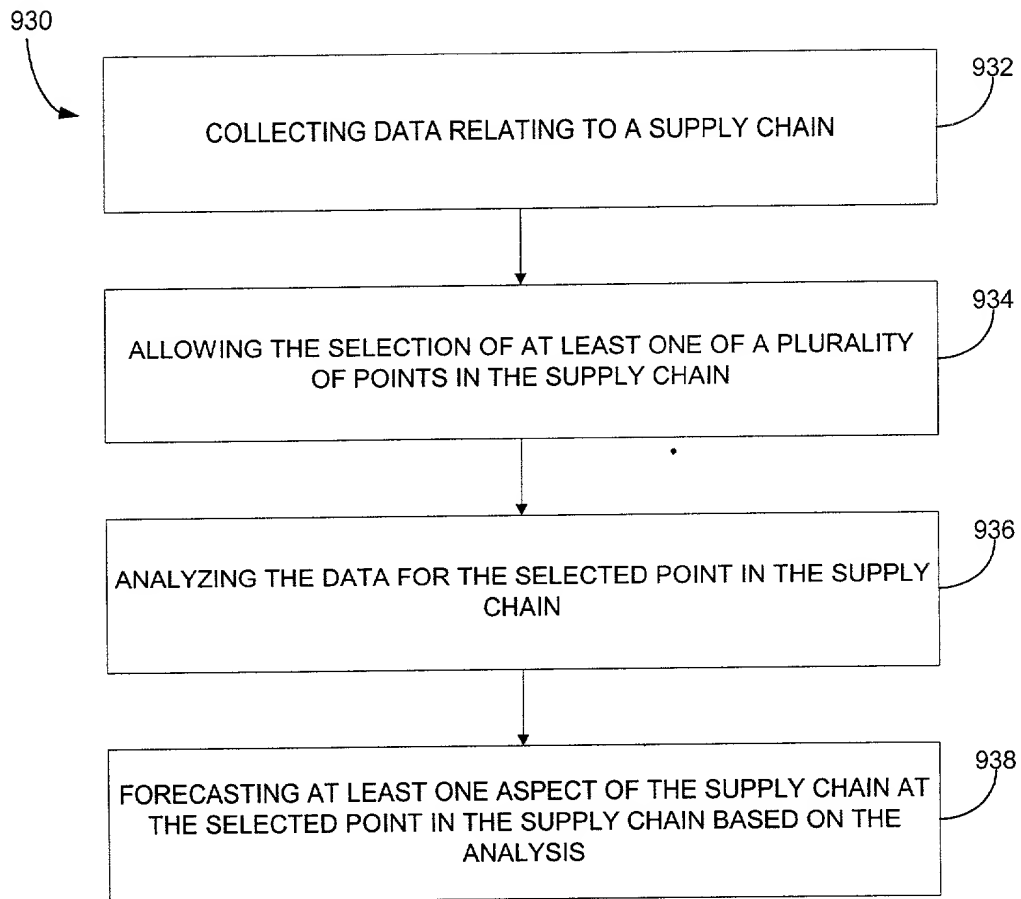 930
932
COLLECTING DATA RELATING TO A SUPPLY CHAIN
934
ALLOWING THE SELECTION OF AT LEAST ONE OF A PLURALITY
OF POINTS IN THE SUPPLY CHAIN
936
ANALYZING THE DATA FOR THE SELECTED POINT IN THE SUPPLY
CHAIN
938
FORECASTING AT LEAST ONE ASPECT OF THE SUPPLY CHAIN AT
THE SELECTED POINT IN THE SUPPLY CHAIN BASED ON THE
ANALYSIS